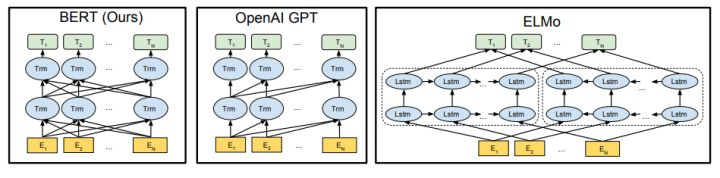 BERT (Ours)
T1 T2 ... TN
Trm Trm ... Trm
Trm Trm ... Trm
E1 E2 ... EN
OpenAI GPT
T1 T2 ... TN
Trm Trm ... Trm
Trm Trm ... Trm
E1 E2 ... EN
ELMo
T1 T2 ... TN
Lstm Lstm ... Lstm Lstm Lstm ... Lstm
Lstm Lstm ... Lstm Lstm Lstm ... Lstm
E1 E2 ... EN